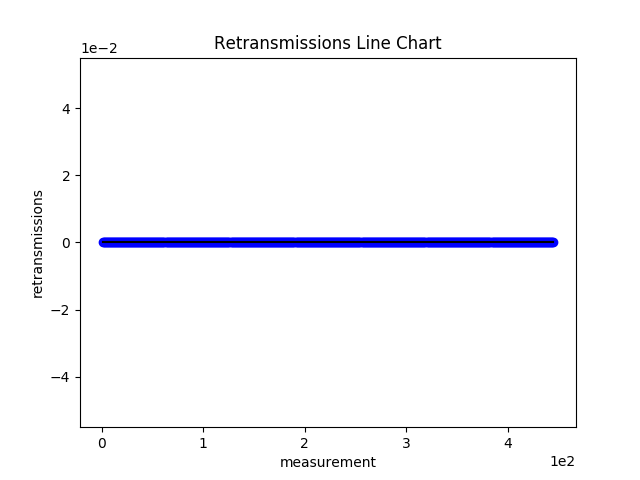 Retransmissions Line Chart
1e−2
4
2
0
−2
−4
retransmissions
0 1 2 3 4
1e2
measurement